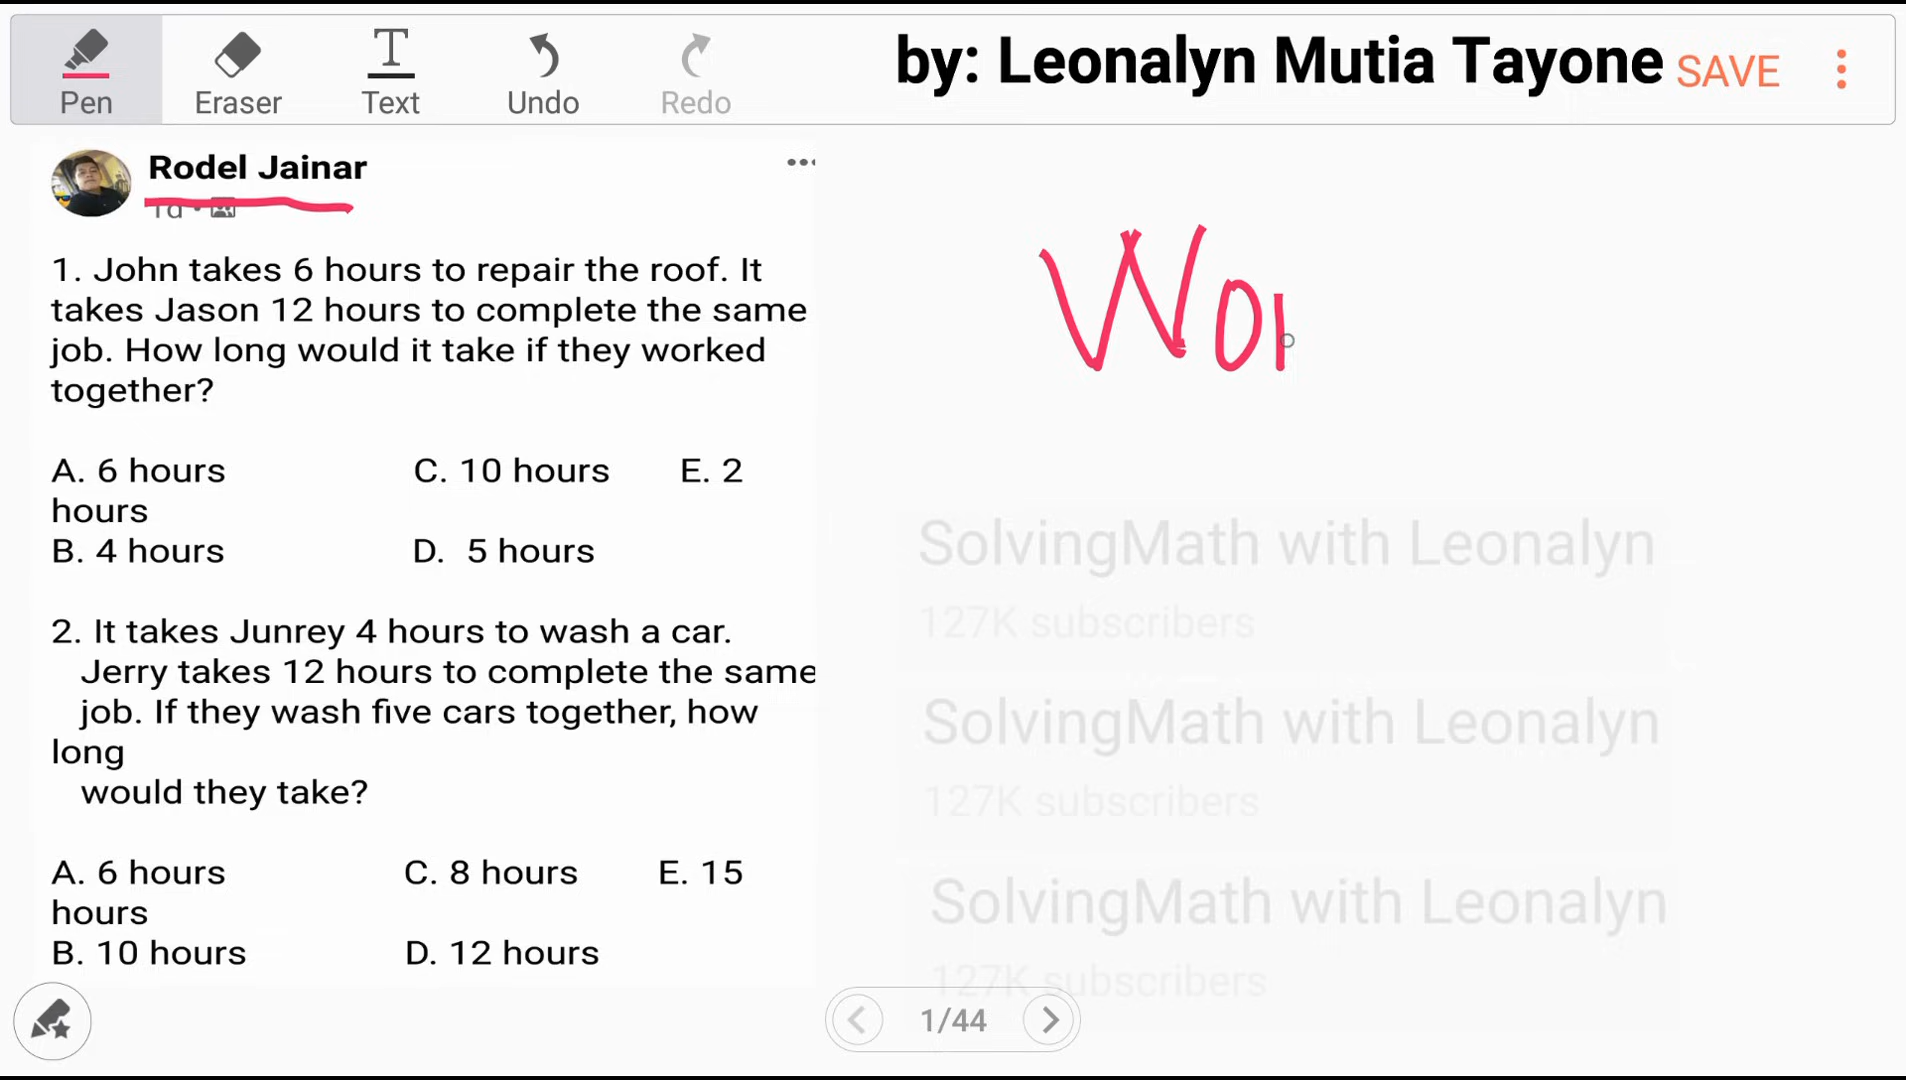 Pen
Eraser
Text
Undo
Redo
by: Leonalyn Mutia Tayone
SAVE
Rodel Jainar
1d
1. John takes 6 hours to repair the roof. It
takes Jason 12 hours to complete the same
job. How long would it take if they worked
together?
A. 6 hours C. 10 hours E. 2
hours
B. 4 hours D. 5 hours
2. It takes Junrey 4 hours to wash a car.
Jerry takes 12 hours to complete the same
job. If they wash five cars together, how
long
would they take?
A. 6 hours C. 8 hours E. 15
hours
B. 10 hours D. 12 hours
Wo
SolvingMath with Leonalyn
127K subscribers
SolvingMath with Leonalyn
127K subscribers
SolvingMath with Leonalyn
127K subscribers
1/44